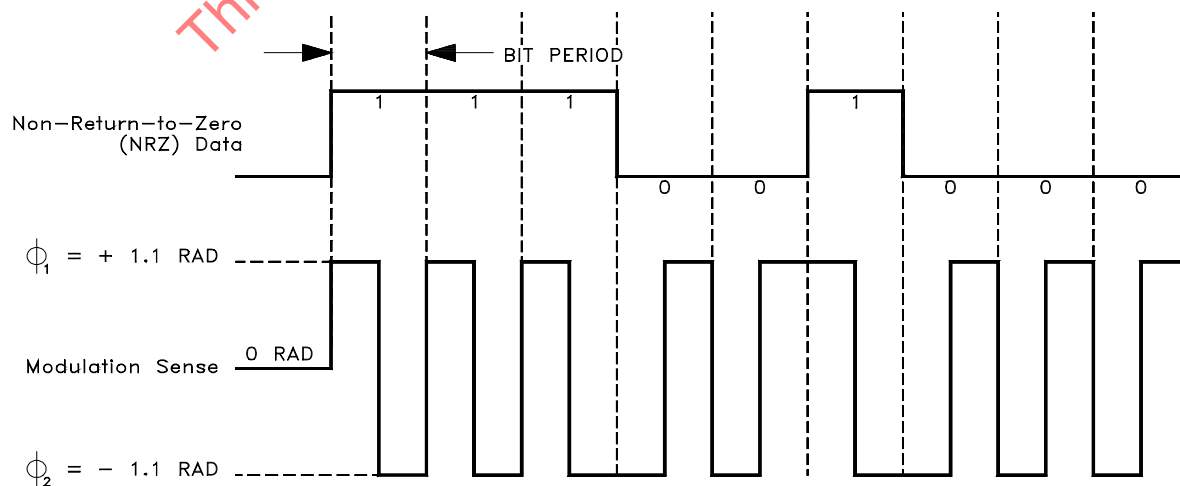 BIT PERIOD
1 1 1 1
Non-Return-to-Zero
(NRZ) Data
0 0 0 0 0
ϕ₁ = + 1.1 RAD
0 RAD
Modulation Sense
ϕ₂ = - 1.1 RAD